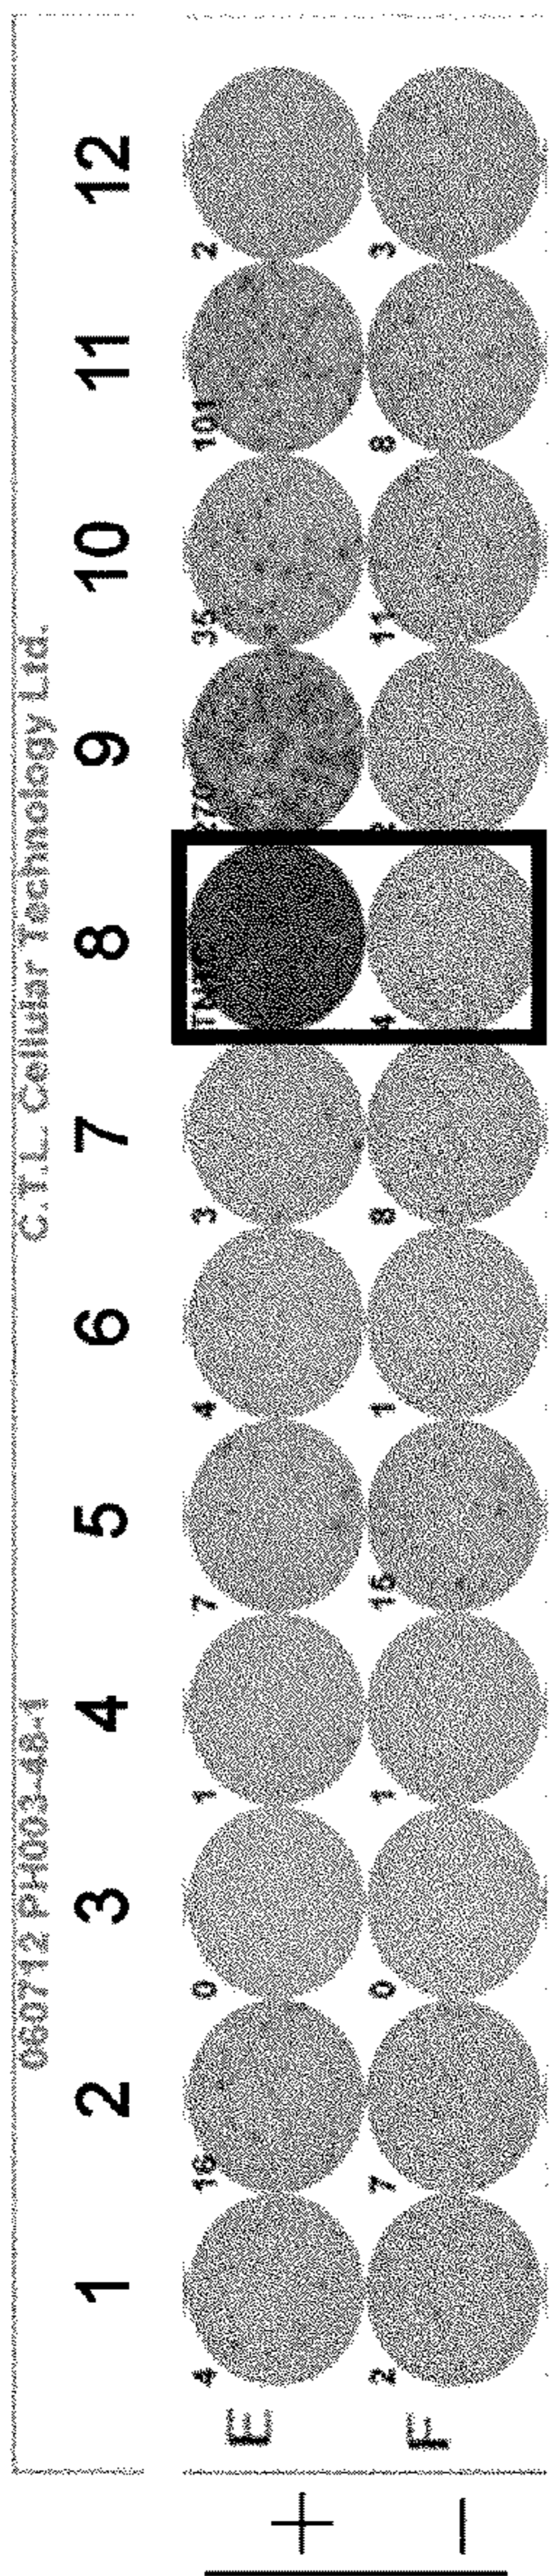 060712 PH003-48-1 C.T.L. Cellular Technology Ltd.
1 2 3 4 5 6 7 8 9 10 11 12
+ E 4 16 0 1 7 4 3 TNTC 35 101 2
− F 2 7 0 1 15 1 8 4 11 8 3